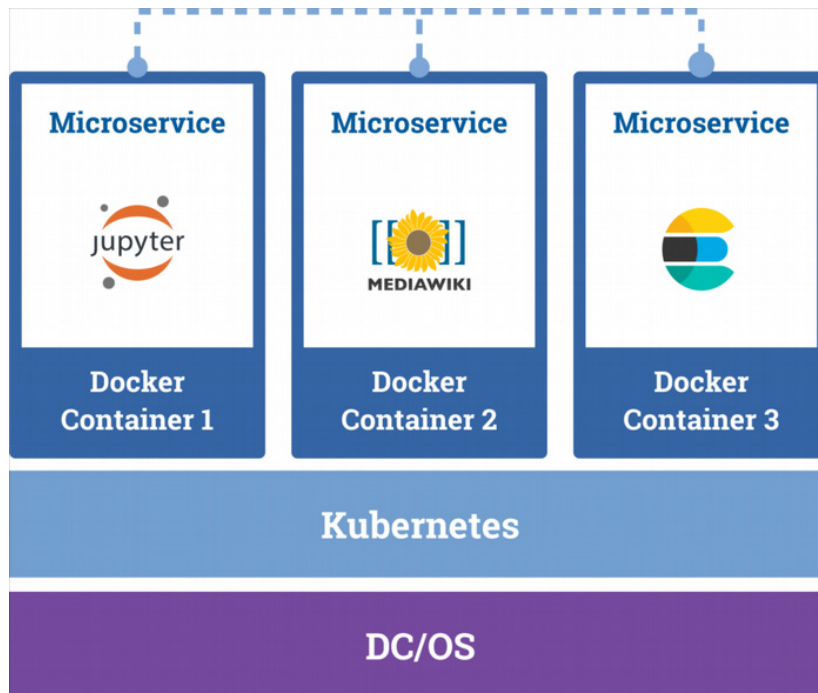 Microservice
Microservice
Microservice
jupyter
MEDIAWIKI
Docker
Container 1
Docker
Container 2
Docker
Container 3
Kubernetes
DC/OS